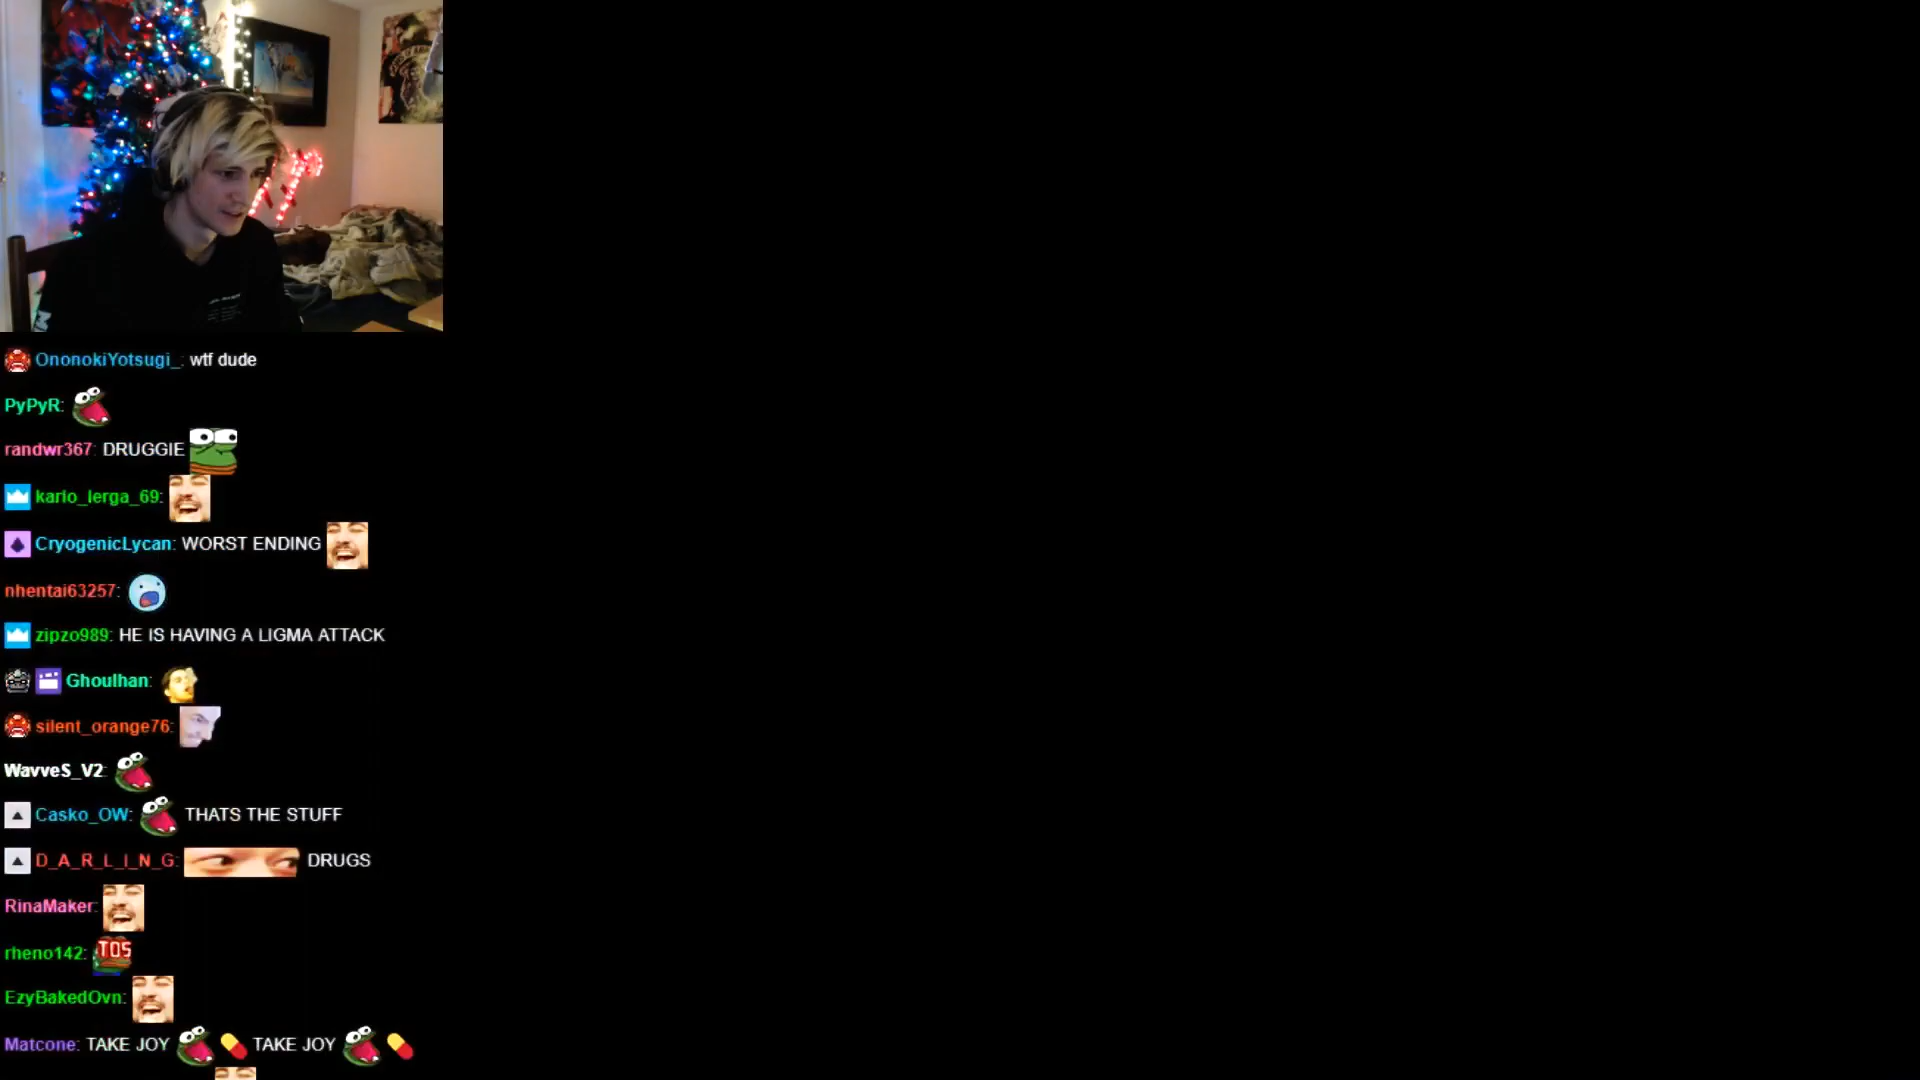 OnonokiYotsugi_: wtf dude
PyPyR:
randwr367: DRUGGIE
karlo_lerga_69:
CryogenicLycan: WORST ENDING
nhentai63257:
zipzo989: HE IS HAVING A LIGMA ATTACK
Ghoulhan:
silent_orange76:
WavveS_V2:
Casko_OW: THATS THE STUFF
D_A_R_L_I_N_G: DRUGS
RinaMaker:
rheno142: TOS
EzyBakedOvn:
Matcone: TAKE JOY TAKE JOY